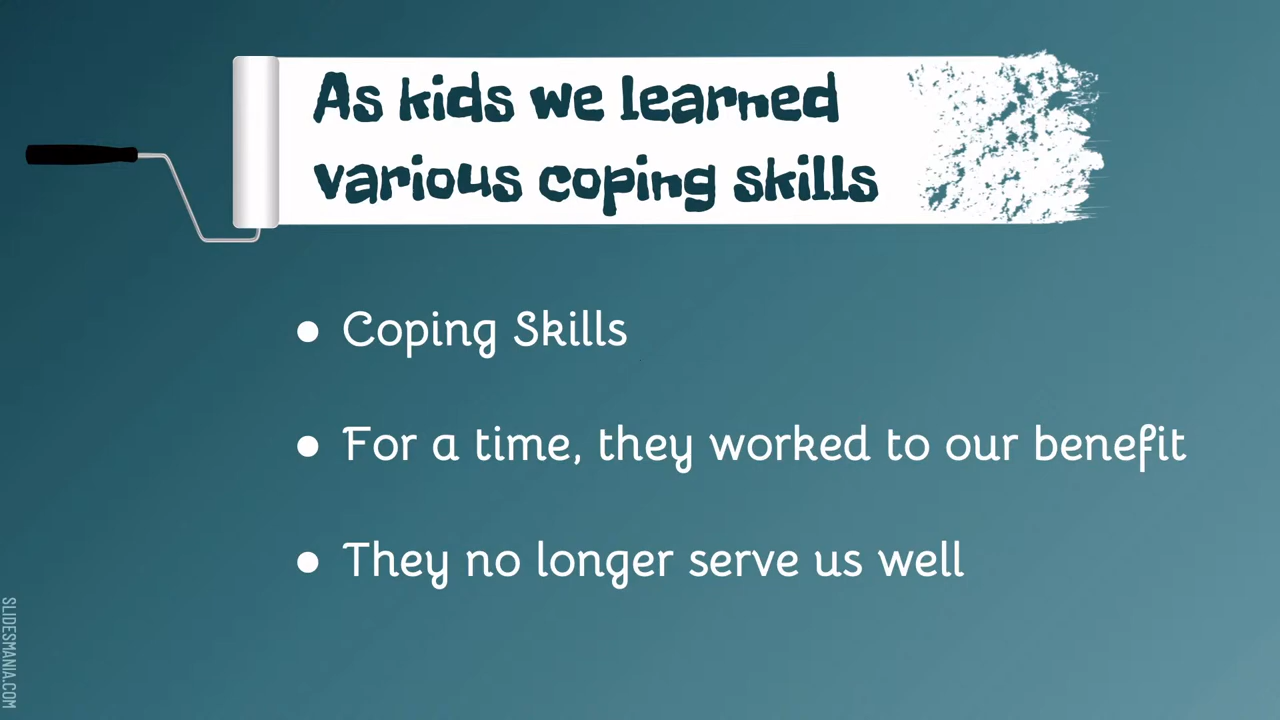 As kids we learned
various coping skills
● Coping Skills
● For a time, they worked to our benefit
● They no longer serve us well
SLIDESMANIA.COM